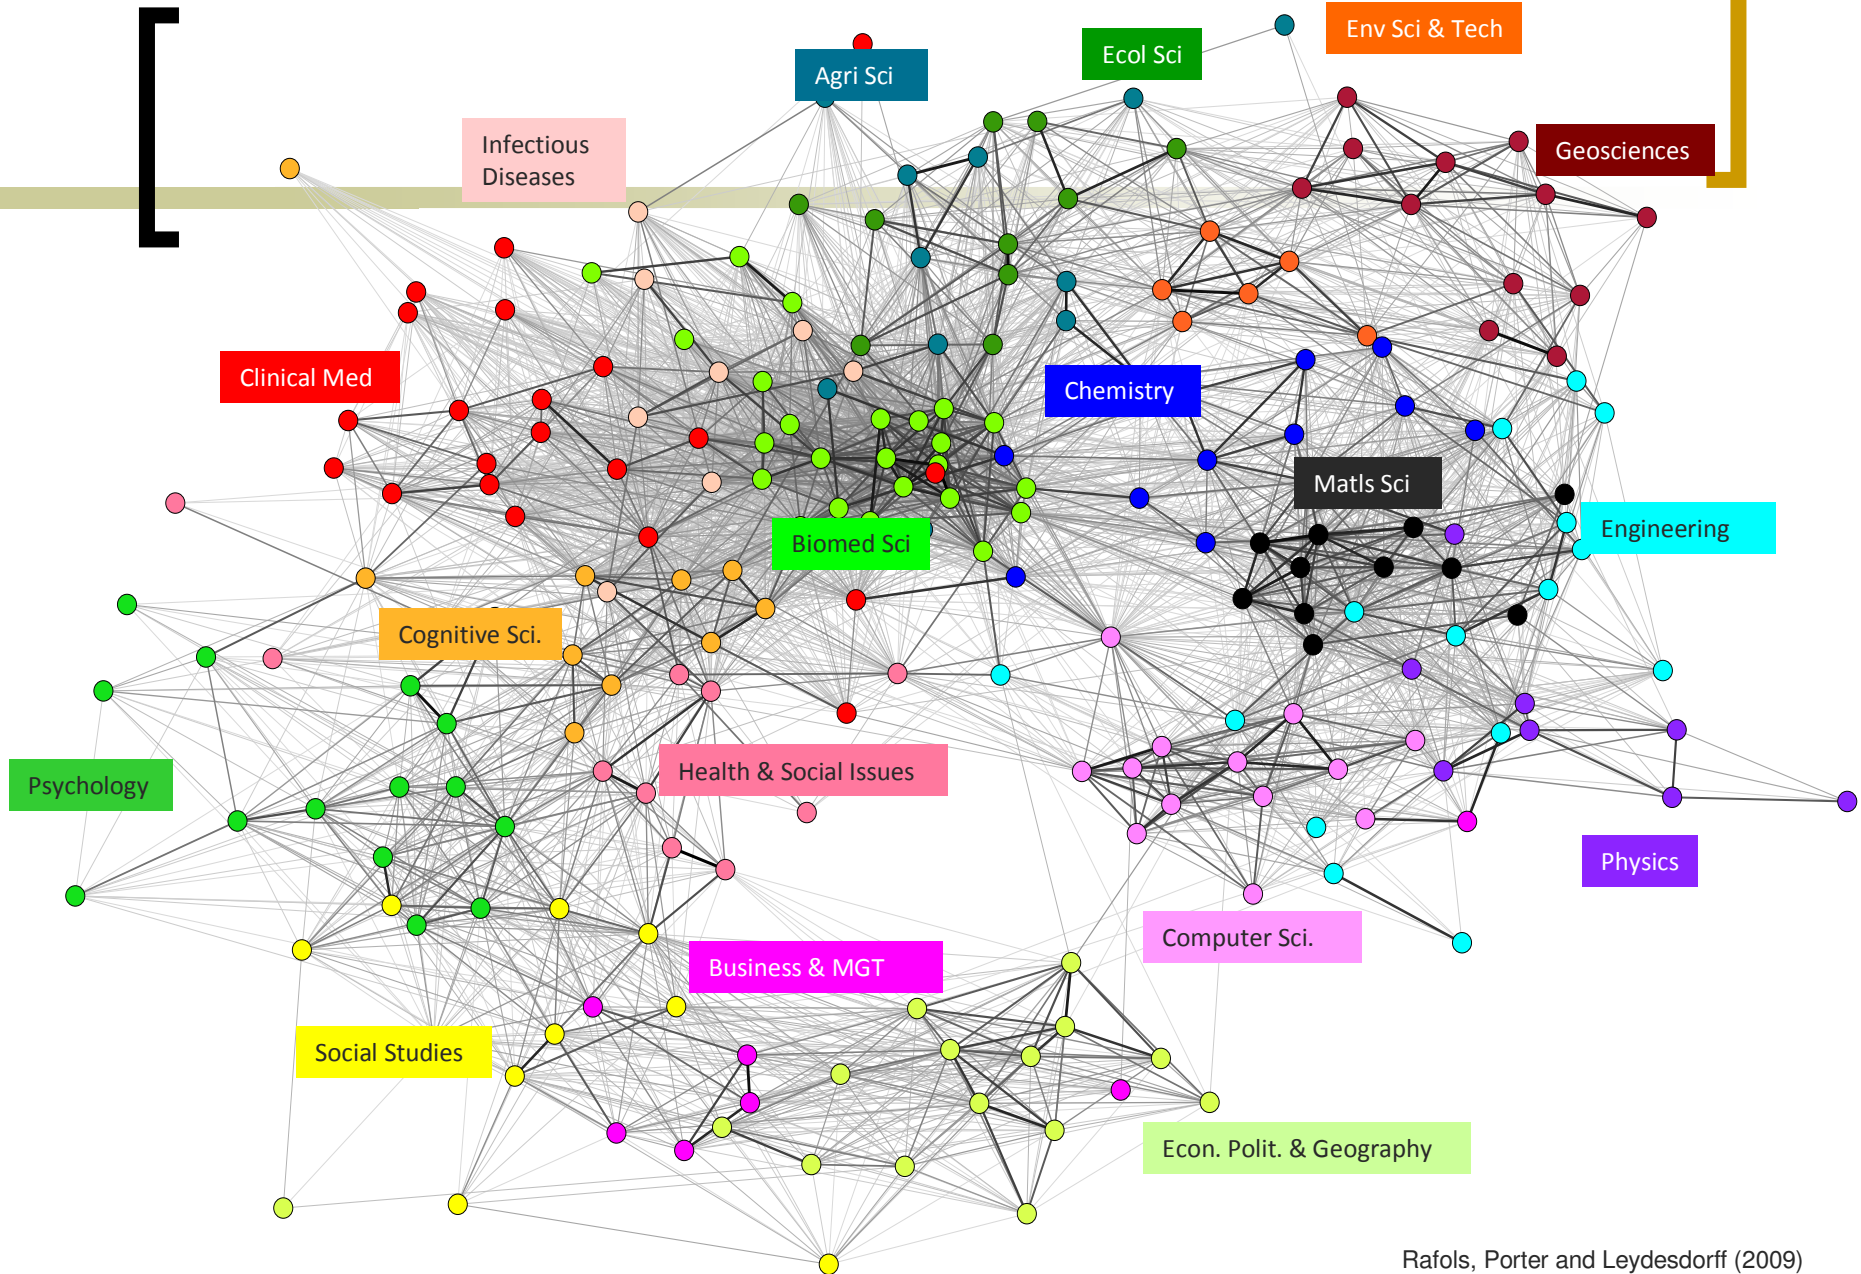 Env Sci & Tech
Ecol Sci
Agri Sci
Infectious
Diseases
Geosciences
Clinical Med
Chemistry
Matls Sci
Engineering
Biomed Sci
Cognitive Sci.
Psychology
Health & Social Issues
Physics
Computer Sci.
Business & MGT
Social Studies
Econ. Polit. & Geography
Rafols, Porter and Leydesdorff (2009)